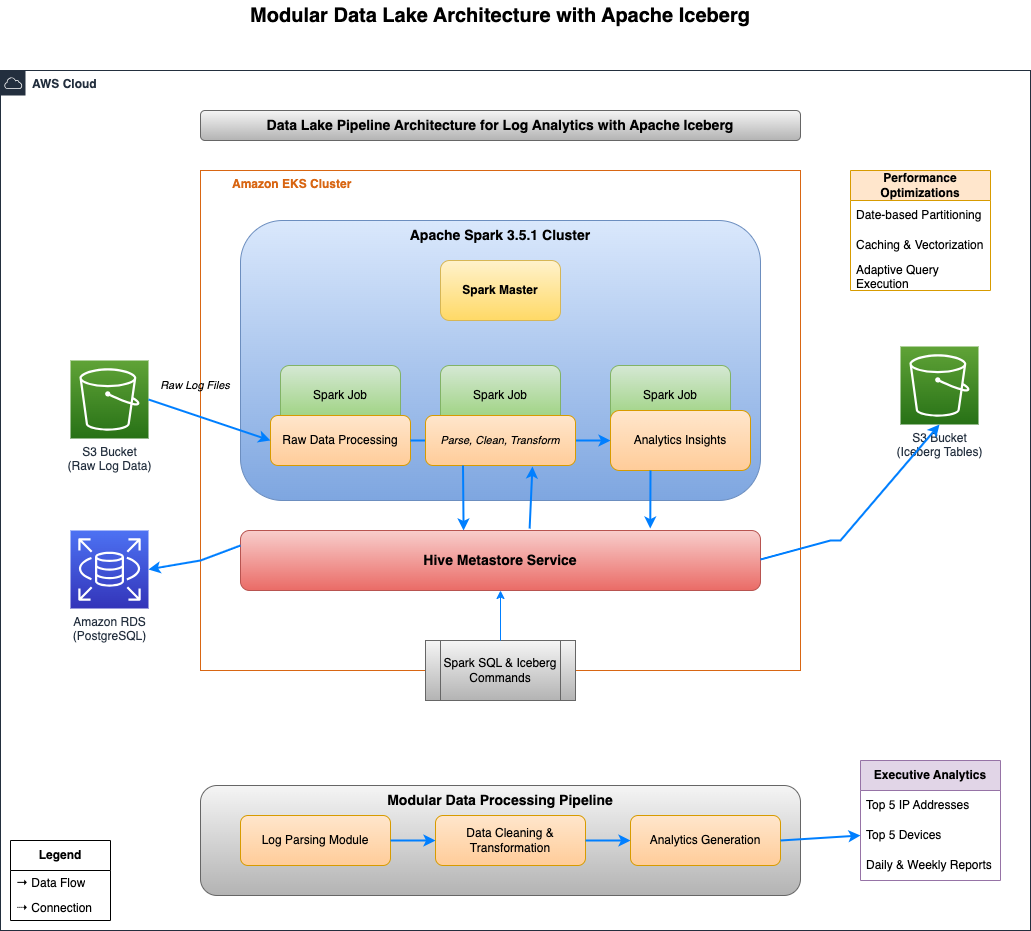 Modular Data Lake Architecture with Apache Iceberg
AWS Cloud
Data Lake Pipeline Architecture for Log Analytics with Apache Iceberg
Amazon EKS Cluster
Performance
Optimizations
Date-based Partitioning
Caching & Vectorization
Adaptive Query
Execution
Apache Spark 3.5.1 Cluster
Spark Master
Raw Log Files
Spark Job
Spark Job
Spark Job
Raw Data Processing
Parse, Clean, Transform
Analytics Insights
S3 Bucket
(Raw Log Data)
S3 Bucket
(Iceberg Tables)
Hive Metastore Service
Amazon RDS
(PostgreSQL)
Spark SQL & Iceberg
Commands
Modular Data Processing Pipeline
Log Parsing Module
Data Cleaning &
Transformation
Analytics Generation
Executive Analytics
Top 5 IP Addresses
Top 5 Devices
Daily & Weekly Reports
Legend
→ Data Flow
⇢ Connection